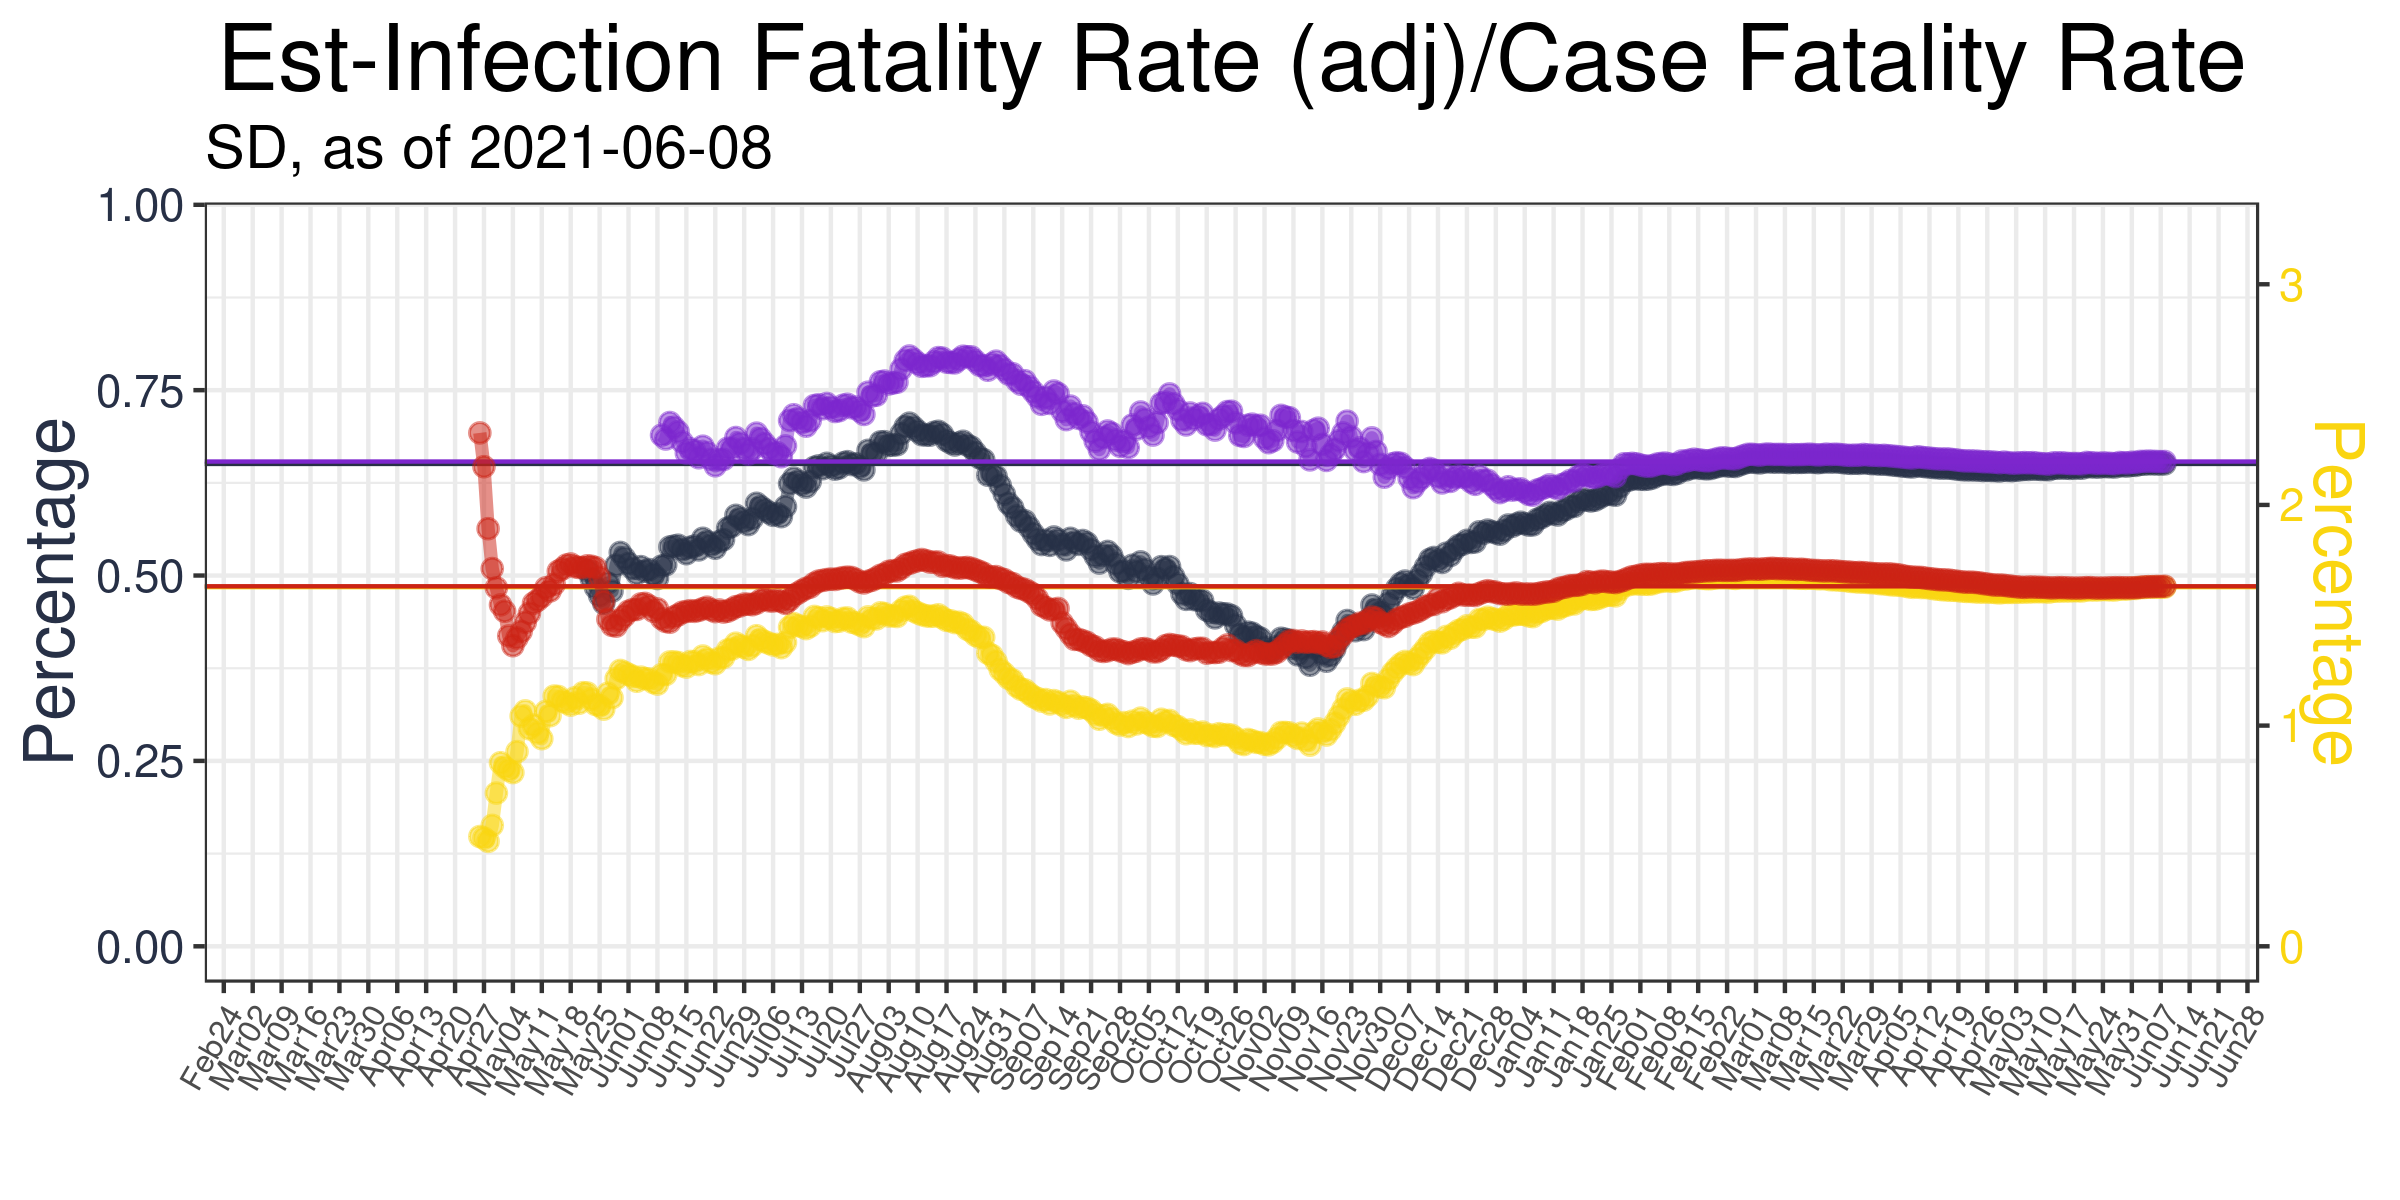 Est-Infection Fatality Rate (adj)/Case Fatality Rate
SD, as of 2021-06-08
1.00
0.75
0.50
0.25
0.00
Percentage
3
2
1
0
Percentage
Feb24
Mar02
Mar09
Mar16
Mar23
Mar30
Apr06
Apr13
Apr20
Apr27
May04
May11
May18
May25
Jun01
Jun08
Jun15
Jun22
Jun29
Jul06
Jul13
Jul20
Jul27
Aug03
Aug10
Aug17
Aug24
Aug31
Sep07
Sep14
Sep21
Sep28
Oct05
Oct12
Oct19
Oct26
Nov02
Nov09
Nov16
Nov23
Nov30
Dec07
Dec14
Dec21
Dec28
Jan04
Jan11
Jan18
Jan25
Feb01
Feb08
Feb15
Feb22
Mar01
Mar08
Mar15
Mar22
Mar29
Apr05
Apr12
Apr19
Apr26
May03
May10
May17
May24
May31
Jun07
Jun14
Jun21
Jun28